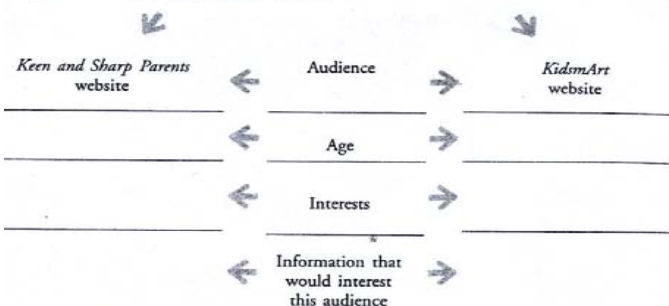 Keen and Sharp Parents
website
Audience
KidsmArt
website
Age
Interests
Information that
would interest
this audience